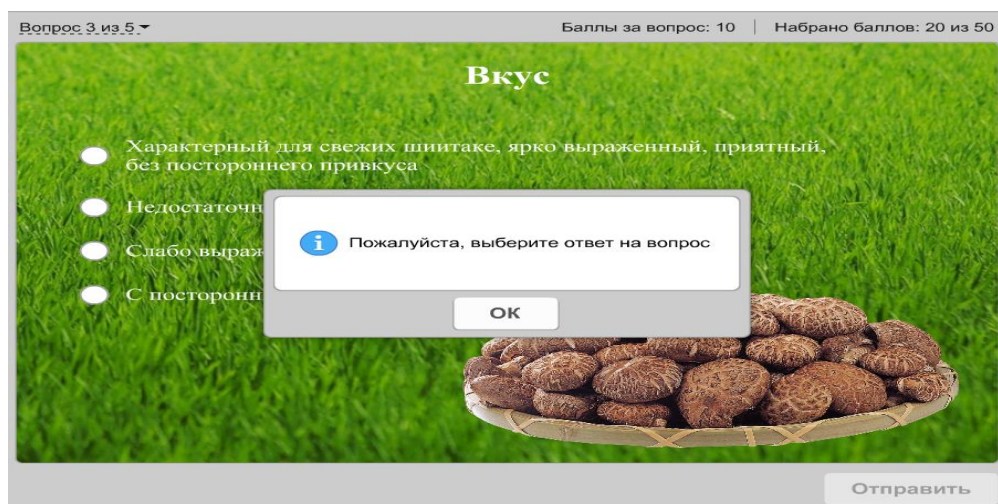 Вопрос 3 из 5
Баллы за вопрос: 10 | Набрано баллов: 20 из 50
Вкус
Характерный для свежих шиитаке, ярко выраженный, приятный,
без постороннего привкуса
Недостаточн
Слабо выраж
С посторонн
Пожалуйста, выберите ответ на вопрос
ОК
Отправить